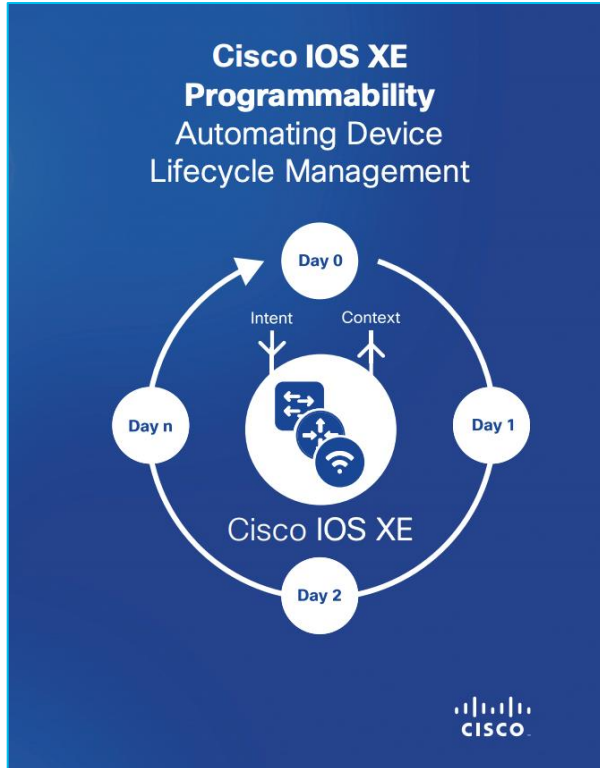 Cisco IOS XE
Programmability
Automating Device
Lifecycle Management
Day 0
Intent
Context
Day n
Day 1
Cisco IOS XE
Day 2
CISCO